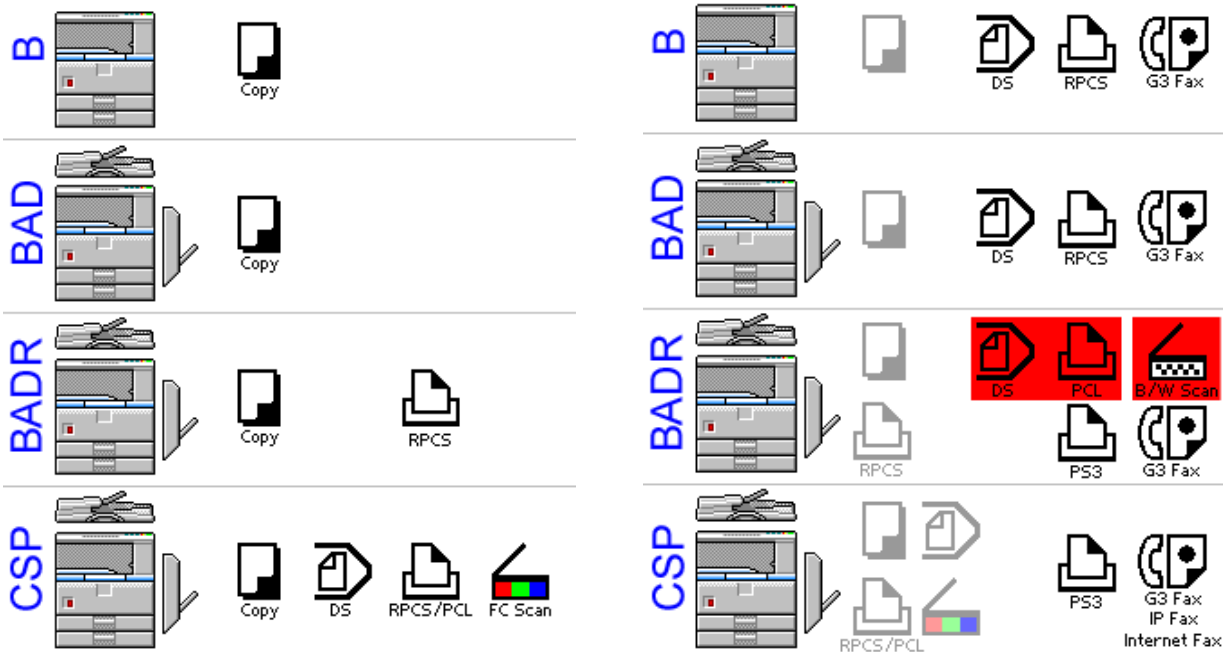 B
Copy
B
DS
RPCS
G3 Fax
BAD
Copy
BAD
DS
RPCS
G3 Fax
BADR
Copy
RPCS
BADR
RPCS
DS
PCL
B/W Scan
PS3
G3 Fax
CSP
Copy
DS
RPCS/PCL
FC Scan
CSP
RPCS/PCL
PS3
G3 Fax
IP Fax
Internet Fax